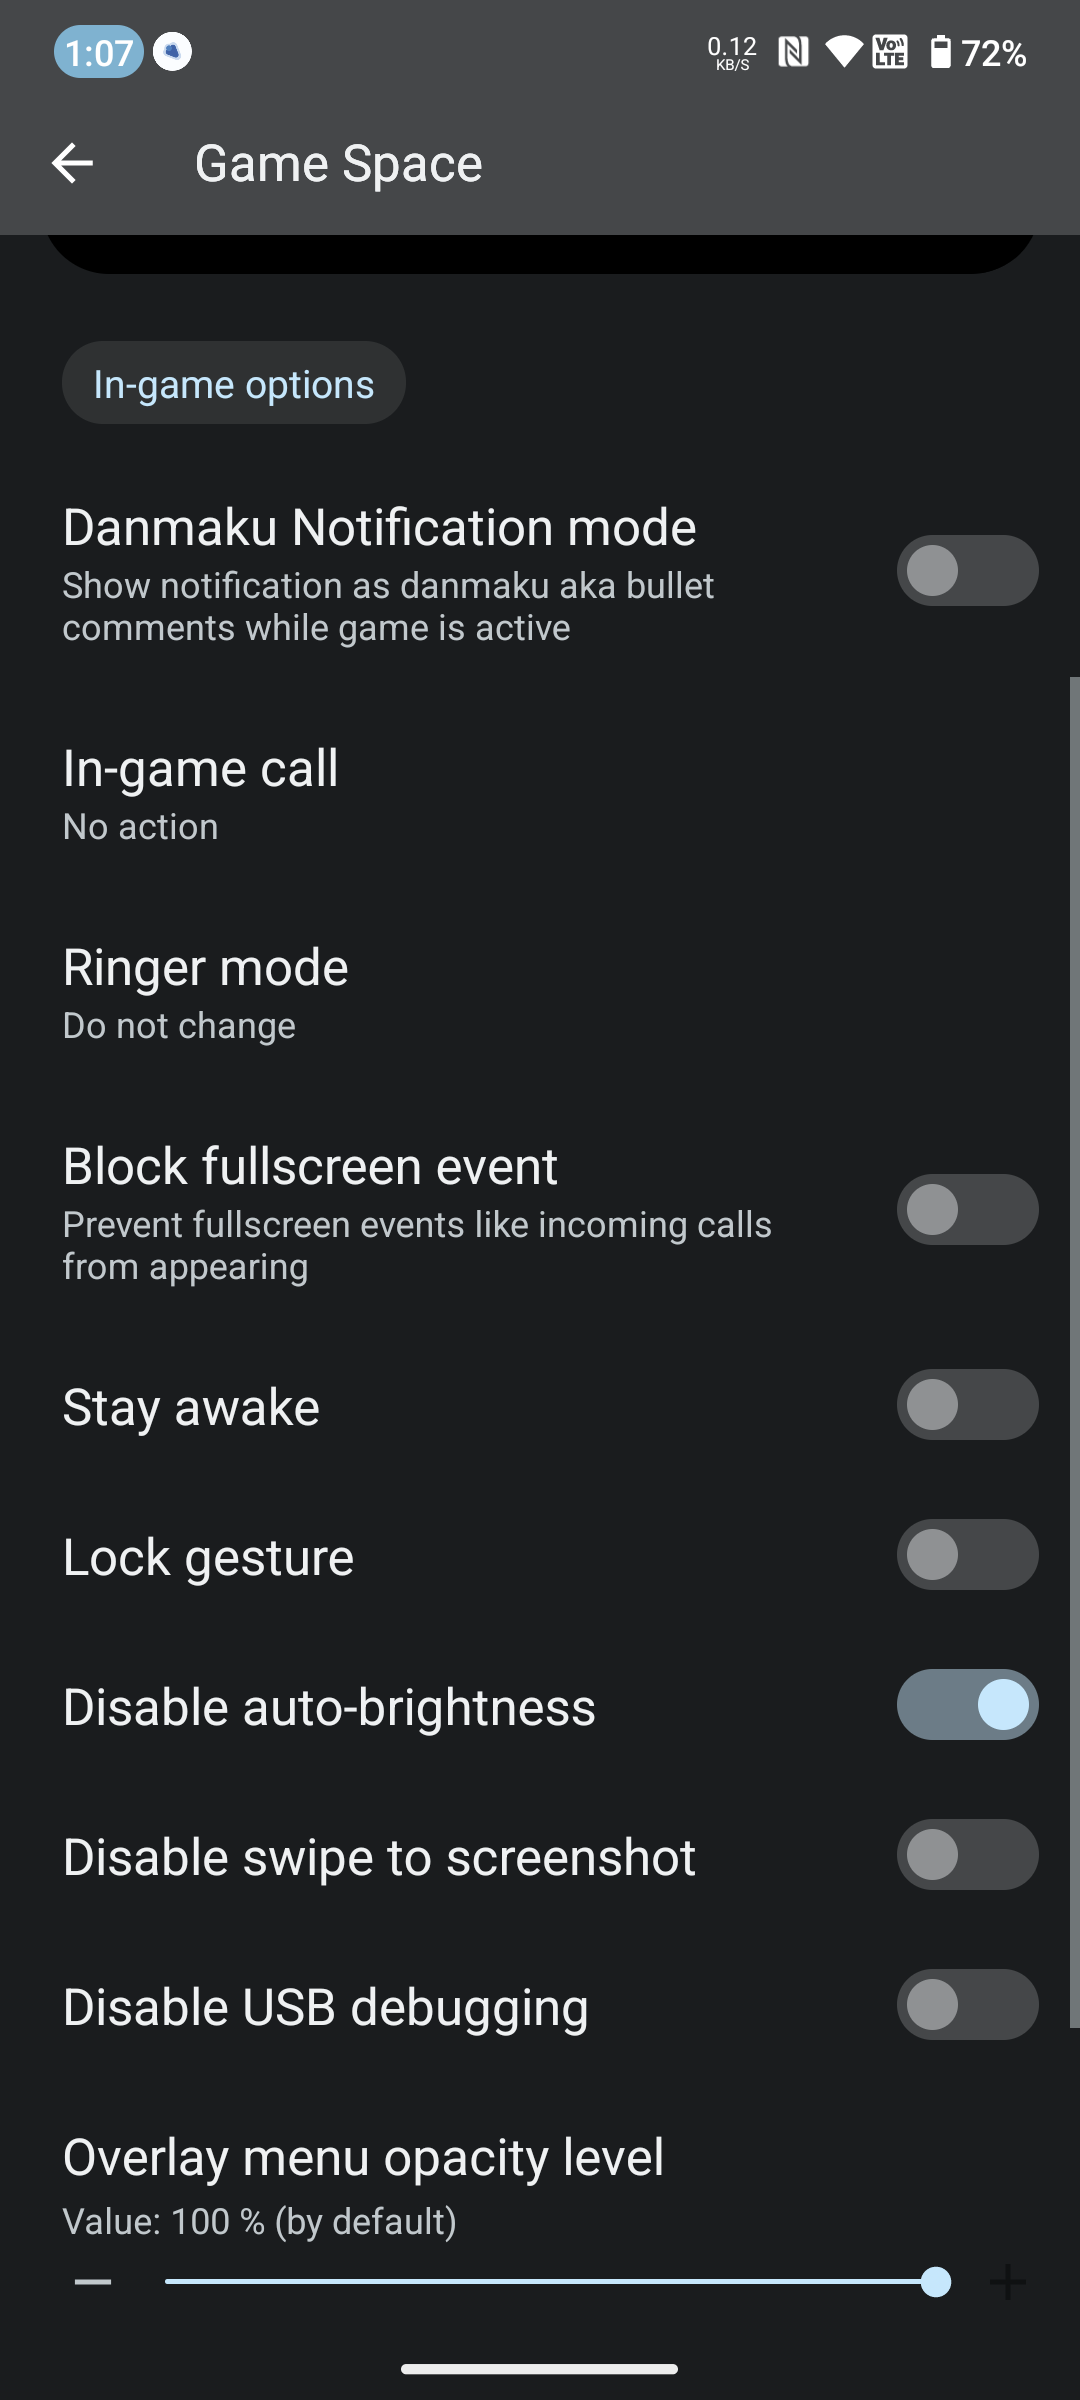 1:07
0.12
KB/S
Vo
LTE
72%
Game Space
In-game options
Danmaku Notification mode
Show notification as danmaku aka bullet
comments while game is active
In-game call
No action
Ringer mode
Do not change
Block fullscreen event
Prevent fullscreen events like incoming calls
from appearing
Stay awake
Lock gesture
Disable auto-brightness
Disable swipe to screenshot
Disable USB debugging
Overlay menu opacity level
Value: 100 % (by default)